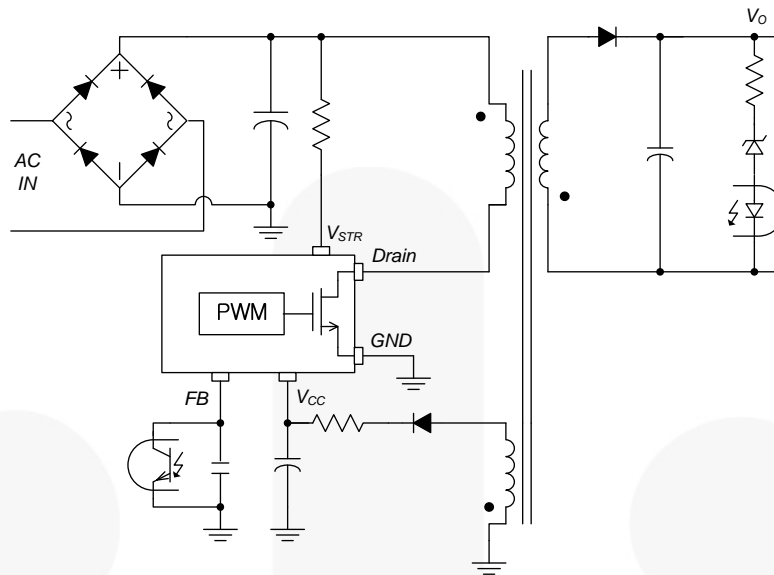 V_O
AC
IN
V_STR
Drain
PWM
GND
FB
V_CC